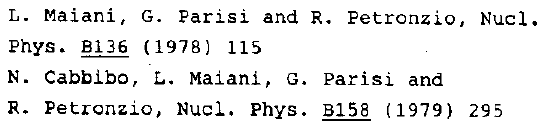 L. Maiani, G. Parisi and R. Petronzio, Nucl.
Phys. B136 (1978) 115
N. Cabbibo, L. Maiani, G. Parisi and
R. Petronzio, Nucl. Phys. B158 (1979) 295